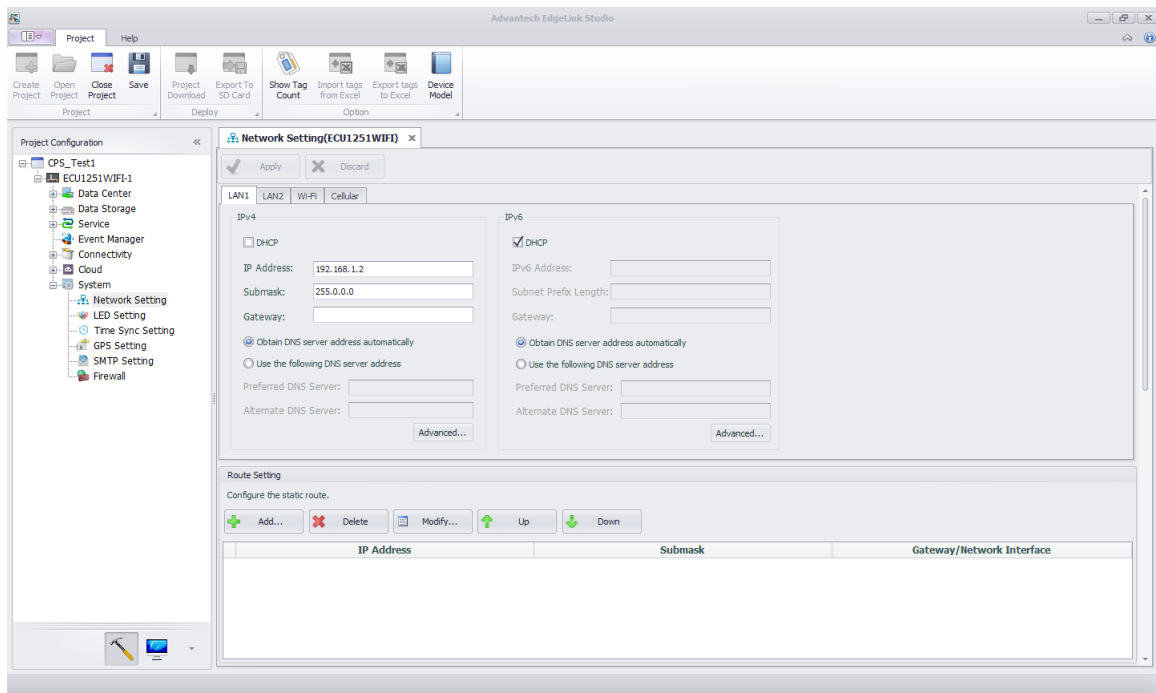 Advantech EdgeLink Studio
Project Help
Create Project Open Project Close Project Save Project Download Export To SD Card Show Tag Count Import tags from Excel Export tags to Excel Device Model
Project Deploy Option
Project Configuration «
CPS_Test1
ECU1251WIFI-1
Data Center
Data Storage
Service
Event Manager
Connectivity
Cloud
System
Network Setting
LED Setting
Time Sync Setting
GPS Setting
SMTP Setting
Firewall
Network Setting(ECU1251WIFI) ×
Apply Discard
LAN1 LAN2 Wi-Fi Cellular
IPv4
DHCP
IP Address: 192.168.1.2
Submask: 255.0.0.0
Gateway:
Obtain DNS server address automatically
Use the following DNS server address
Preferred DNS Server:
Alternate DNS Server:
Advanced...
IPv6
DHCP
IPv6 Address:
Subnet Prefix Length:
Gateway:
Obtain DNS server address automatically
Use the following DNS server address
Preferred DNS Server:
Alternate DNS Server:
Advanced...
Route Setting
Configure the static route.
Add... Delete Modify... Up Down
IP Address Submask Gateway/Network Interface